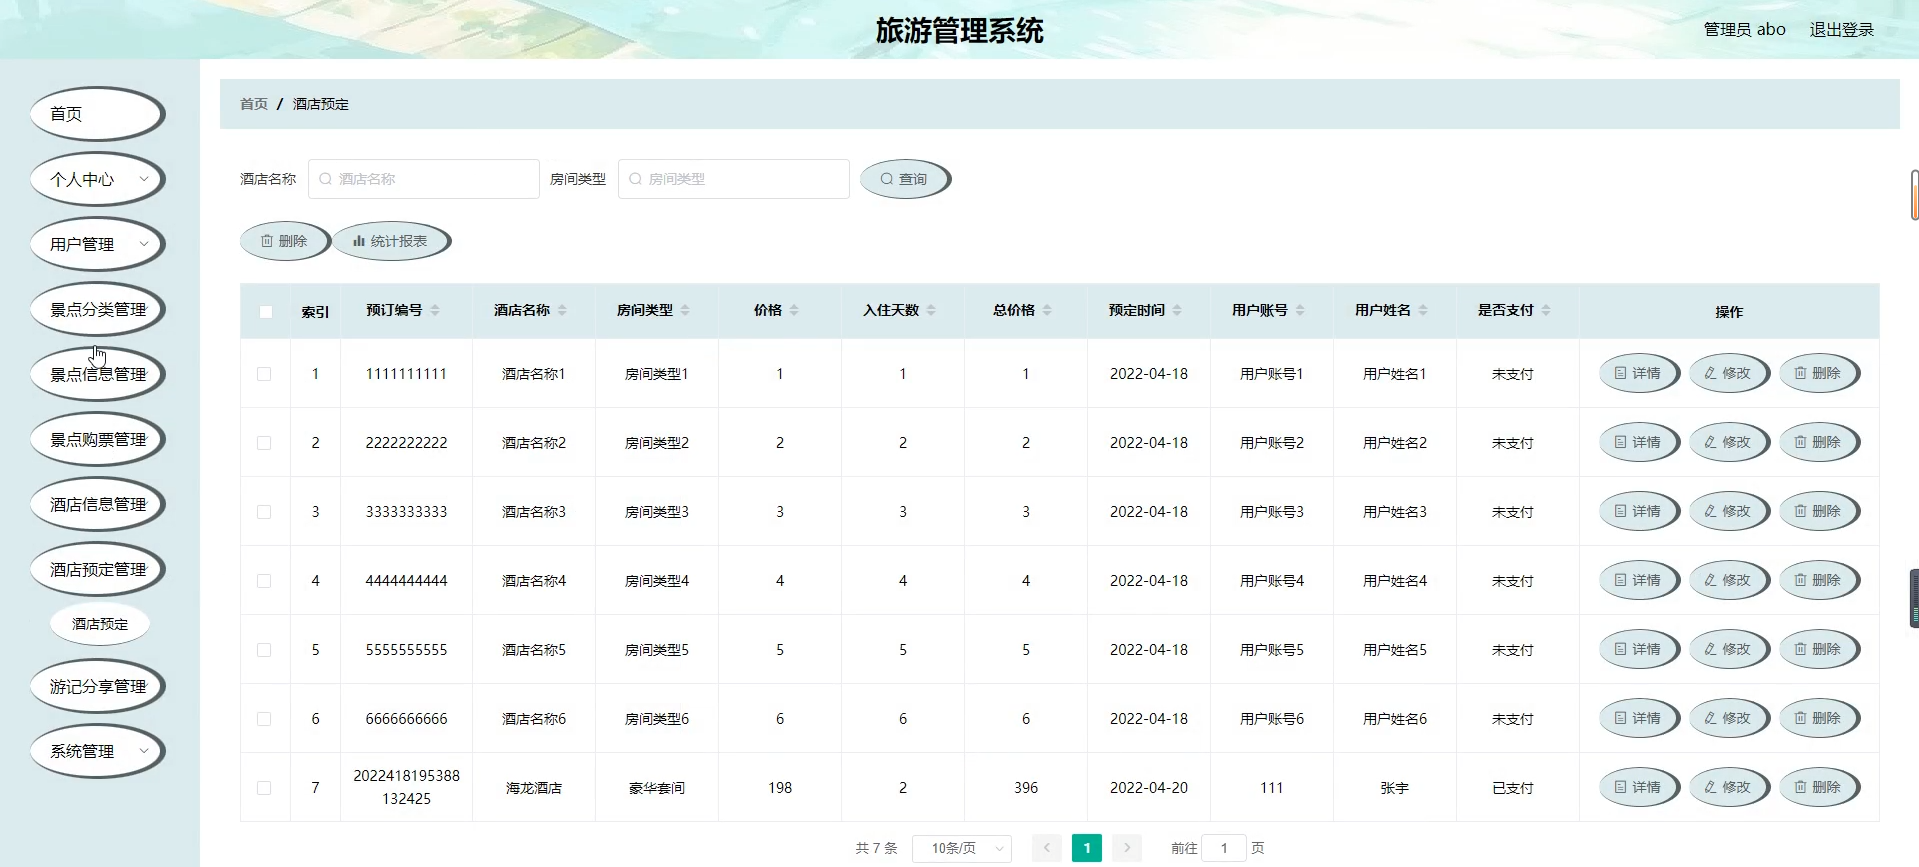 旅游管理系统
管理员 abo 退出登录
首页
个人中心
用户管理
景点分类管理
景点信息管理
景点购票管理
酒店信息管理
酒店预定管理
酒店预定
游记分享管理
系统管理
首页 / 酒店预定
酒店名称 酒店名称 房间类型 房间类型 查询
删除 统计报表
索引 预订编号 酒店名称 房间类型 价格 入住天数 总价格 预定时间 用户账号 用户姓名 是否支付 操作
1 1111111111 酒店名称1 房间类型1 1 1 1 2022-04-18 用户账号1 用户姓名1 未支付 详情 修改 删除
2 2222222222 酒店名称2 房间类型2 2 2 2 2022-04-18 用户账号2 用户姓名2 未支付 详情 修改 删除
3 3333333333 酒店名称3 房间类型3 3 3 3 2022-04-18 用户账号3 用户姓名3 未支付 详情 修改 删除
4 4444444444 酒店名称4 房间类型4 4 4 4 2022-04-18 用户账号4 用户姓名4 未支付 详情 修改 删除
5 5555555555 酒店名称5 房间类型5 5 5 5 2022-04-18 用户账号5 用户姓名5 未支付 详情 修改 删除
6 6666666666 酒店名称6 房间类型6 6 6 6 2022-04-18 用户账号6 用户姓名6 未支付 详情 修改 删除
7 2022418195388
132425 海龙酒店 豪华套间 198 2 396 2022-04-20 111 张宇 已支付 详情 修改 删除
共 7 条 10条/页 1 前往 1 页